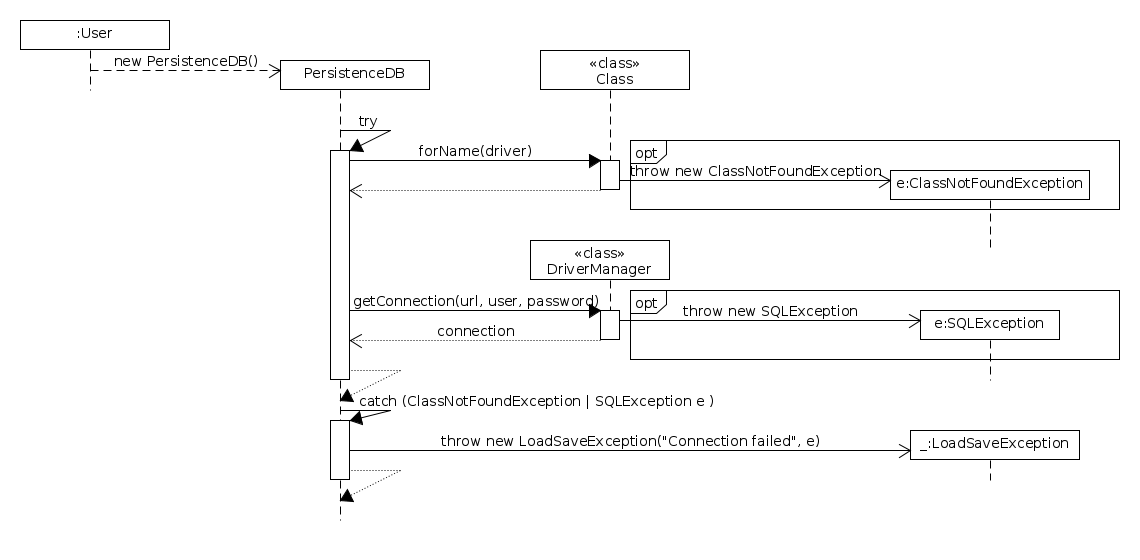 :User
new PersistenceDB()
PersistenceDB
«class»
Class
try
forName(driver)
opt
throw new ClassNotFoundException
e:ClassNotFoundException
«class»
DriverManager
getConnection(url, user, password)
opt
throw new SQLException
e:SQLException
connection
catch (ClassNotFoundException | SQLException e )
throw new LoadSaveException("Connection failed", e)
_:LoadSaveException